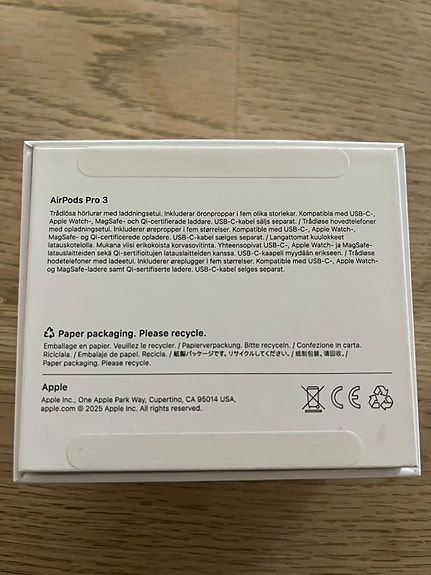 AirPods Pro 3
Trådlösa hörlurar med laddningsetui. Inkluderar öronproppar i fem olika storlekar. Kompatibla med USB-C-,
Apple Watch-, MagSafe- och Qi-certifierade laddare. USB-C-kabel säljs separat. / Trådløse hovedtelefoner
med opladningsetui. Inkluderer ørepropper i fem størrelser. Kompatible med USB-C-, Apple Watch-,
MagSafe- og Qi-certificerede opladere. USB-C-kabel sælges separat. / Langattomat kuulokkeet
latauskotelolla. Mukana viisi erikokoista korvasovitinta. Yhteensopivat USB-C-, Apple Watch- ja MagSafe-
latauslaitteiden sekä Qi-sertifioitujen latauslaitteiden kanssa. USB-C-kaapeli myydään erikseen. / Trådløse
hodetelefoner med ladeetui. Inkluderer øreplugger i fem størrelser. Kompatible med USB-C-, Apple Watch-
og MagSafe-ladere samt Qi-sertifiserte ladere. USB-C-kabel selges separat.
Paper packaging. Please recycle.
Emballage en papier. Veuillez le recycler. / Papierverpackung. Bitte recyceln. / Confezione in carta.
Riciclala. / Embalaje de papel. Recicla. / 紙製パッケージです。リサイクルしてください。/ 纸制包装。请回收。/
Paper packaging. Please recycle.
Apple
Apple Inc., One Apple Park Way, Cupertino, CA 95014 USA,
apple.com © 2025 Apple Inc. All rights reserved.
CE